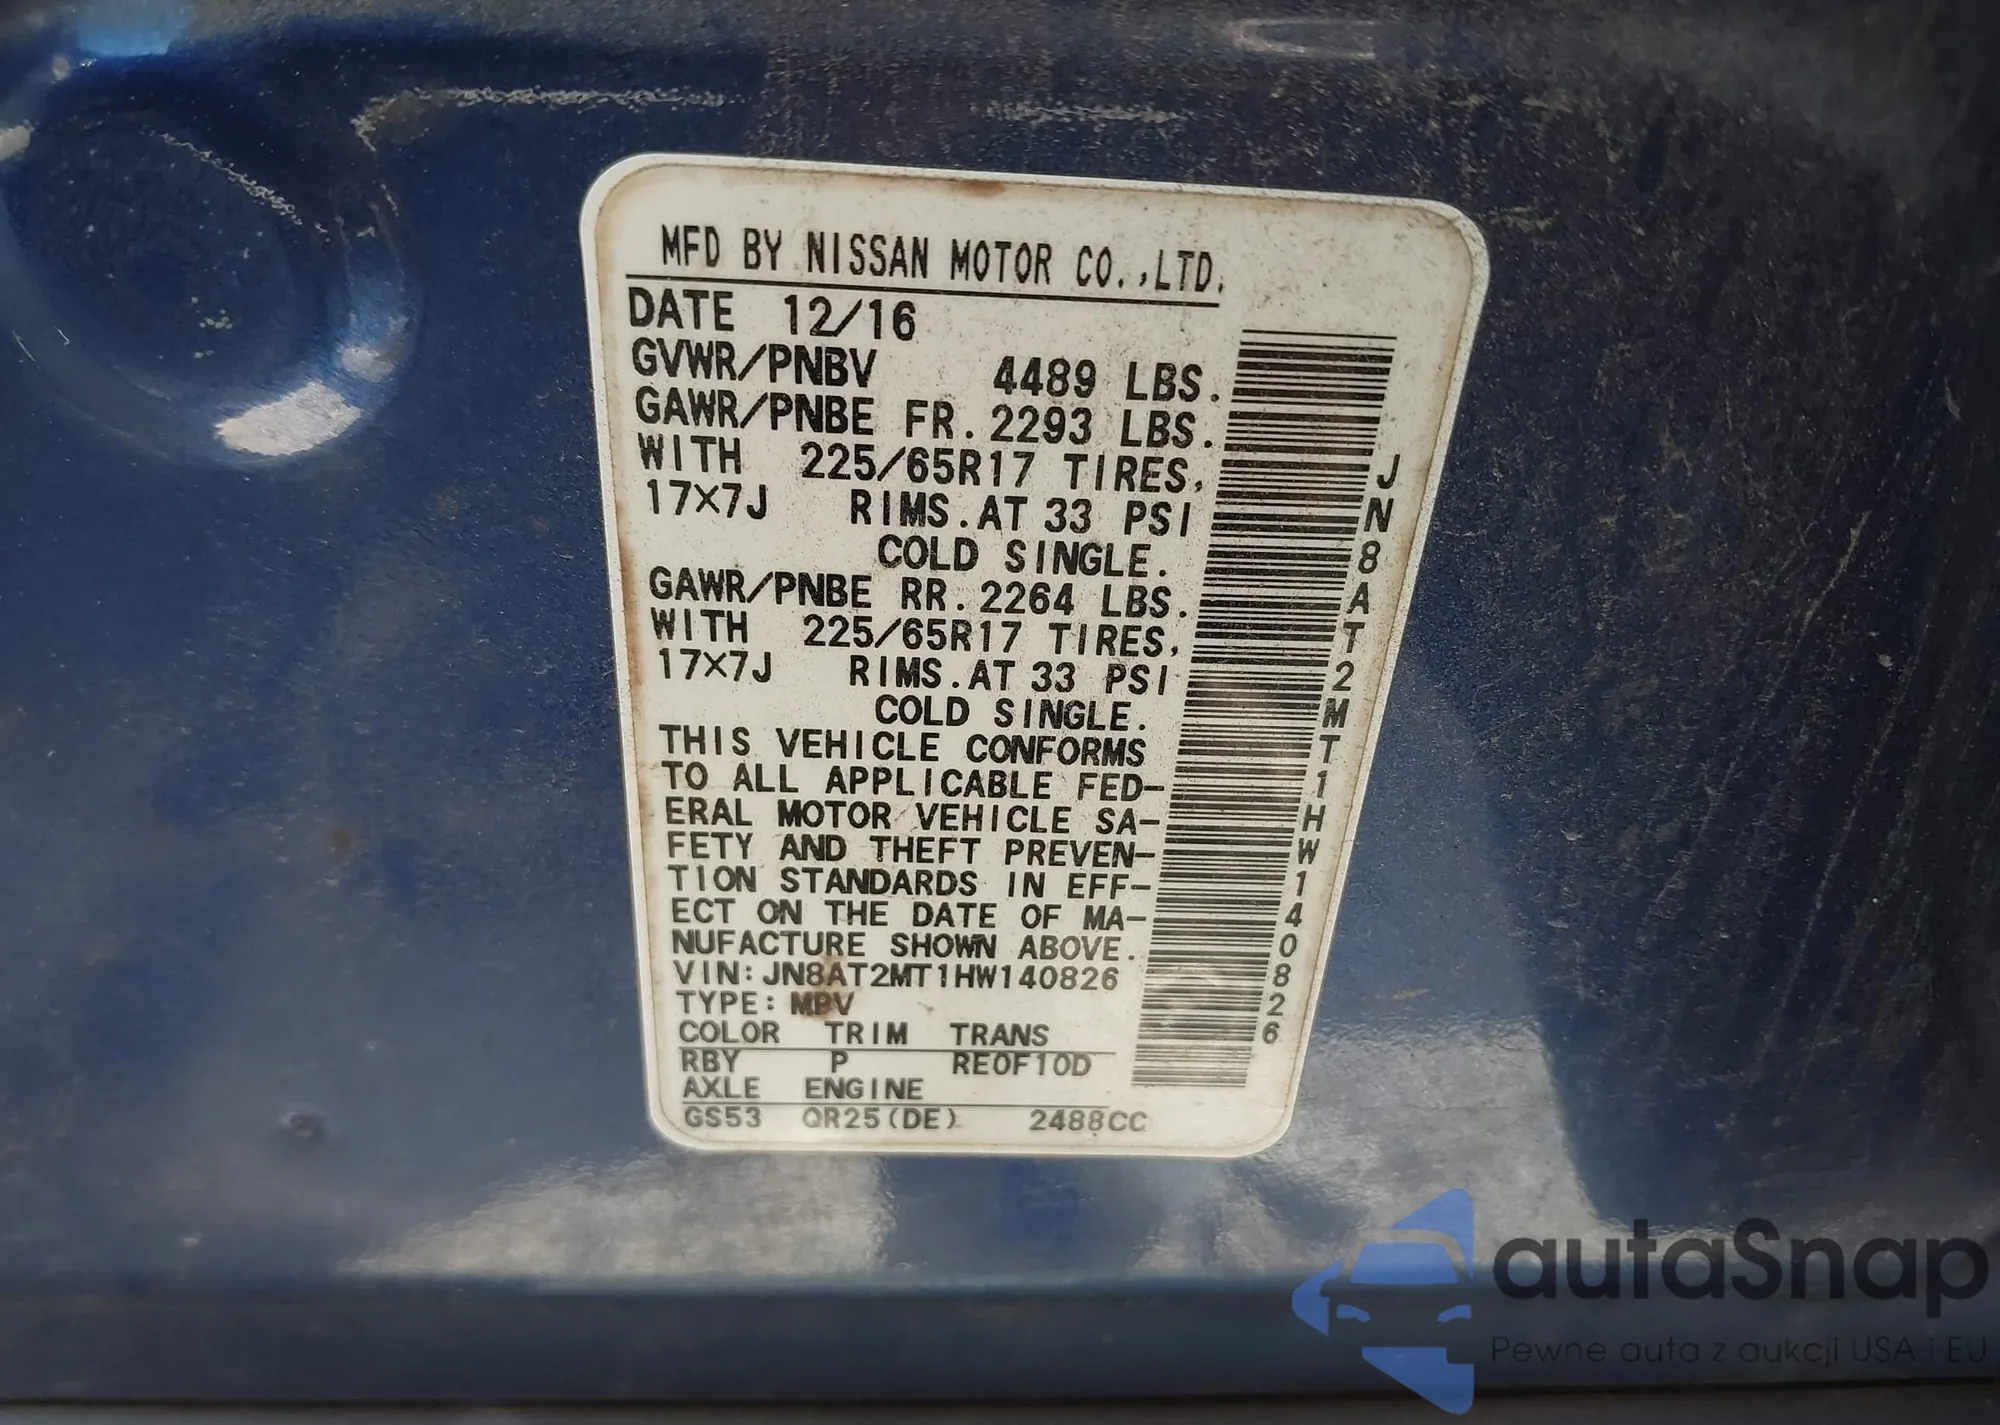 MFD BY NISSAN MOTOR CO.,LTD.
DATE 12/16
GVWR/PNBV 4489 LBS.
GAWR/PNBE FR. 2293 LBS.
WITH 225/65R17 TIRES,
17×7J RIMS.AT 33 PSI
COLD SINGLE.
GAWR/PNBE RR. 2264 LBS.
WITH 225/65R17 TIRES,
17×7J RIMS.AT 33 PSI
COLD SINGLE.
THIS VEHICLE CONFORMS
TO ALL APPLICABLE FED-
ERAL MOTOR VEHICLE SA-
FETY AND THEFT PREVEN-
TION STANDARDS IN EFF-
ECT ON THE DATE OF MA-
NUFACTURE SHOWN ABOVE.
VIN:JN8AT2MT1HW140826
TYPE: MPV
COLOR TRIM TRANS
RBY P RE0F10D
AXLE ENGINE
GS53 QR25(DE) 2488CC
JN8AT2MT1HW140826
autaSnap
Pewne auta z aukcji USA i EU